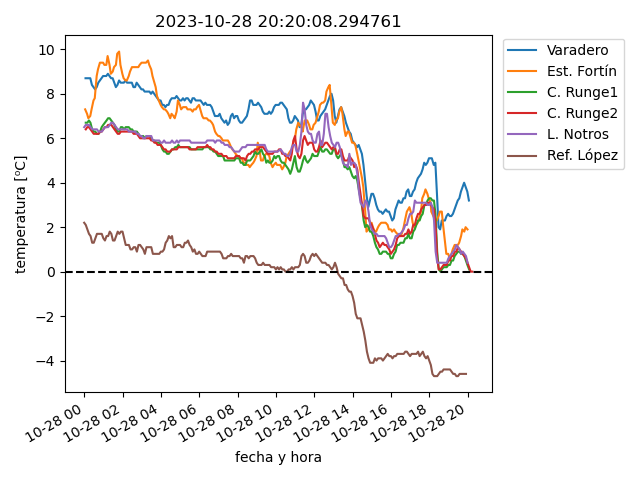 2023-10-28 20:20:08.294761
temperatura [ºC]
10
8
6
4
2
0
−2
−4
10-28 00
10-28 02
10-28 04
10-28 06
10-28 08
10-28 10
10-28 12
10-28 14
10-28 16
10-28 18
10-28 20
fecha y hora
Varadero
Est. Fortín
C. Runge1
C. Runge2
L. Notros
Ref. López